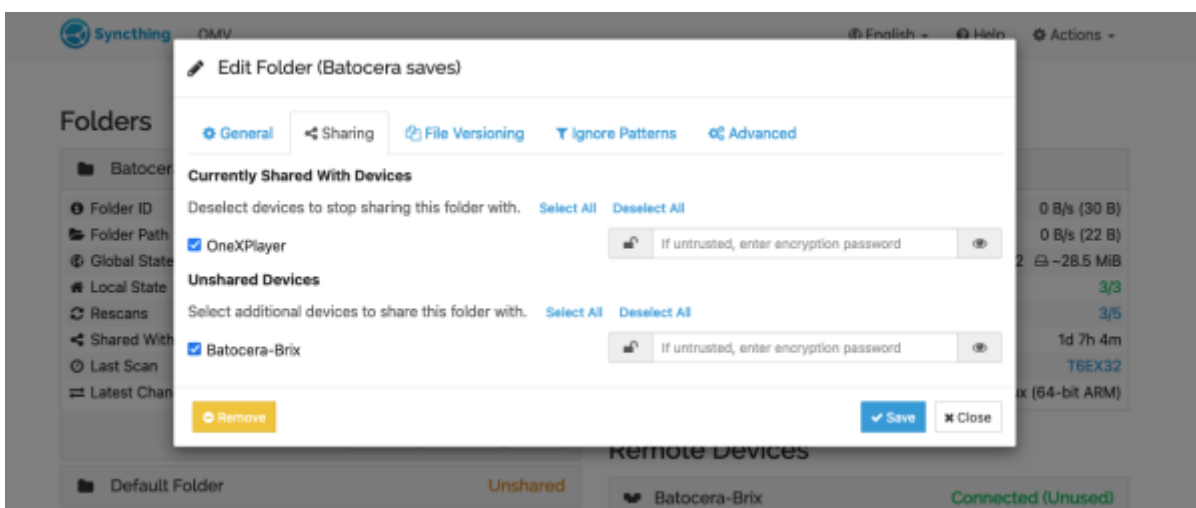 Syncthing OMV English Help Actions
Edit Folder (Batocera saves)
Folders
General Sharing File Versioning Ignore Patterns Advanced
Batocer
Currently Shared With Devices
Folder ID
Deselect devices to stop sharing this folder with. Select All Deselect All
0 B/s (30 B)
Folder Path
0 B/s (22 B)
OneXPlayer
If untrusted, enter encryption password
Global State
2 ~28.5 MiB
Unshared Devices
Local State
3/3
Rescans
Select additional devices to share this folder with. Select All Deselect All
3/5
Shared With
1d 7h 4m
Batocera-Brix
If untrusted, enter encryption password
Last Scan
T6EX32
Latest Chan
ix (64-bit ARM)
Remove
Save Close
Remote Devices
Default Folder Unshared
Batocera-Brix Connected (Unused)